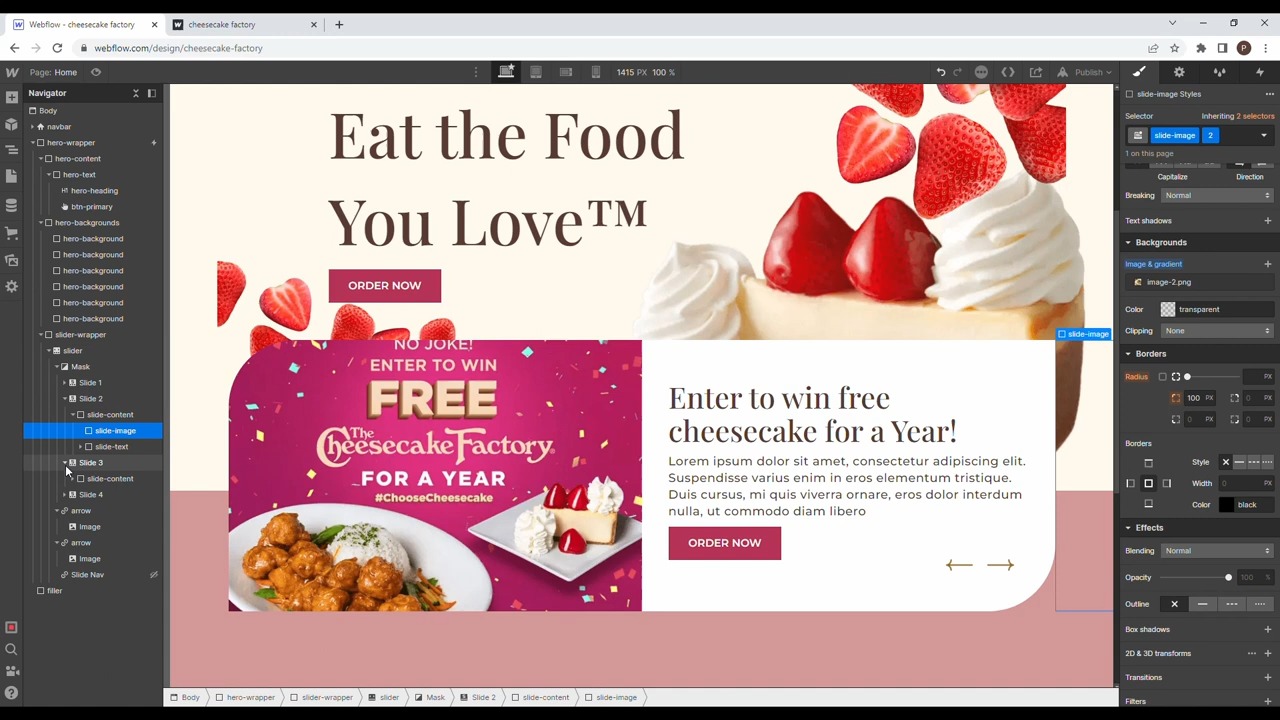 Webflow - cheesecake factory
cheesecake factory
webflow.com/design/cheesecake-factory
P
Page: Home
1415 PX 100 %
Publish
Navigator
Body
navbar
hero-wrapper
hero-content
hero-text
H1 hero-heading
btn-primary
hero-backgrounds
hero-background
hero-background
hero-background
hero-background
hero-background
hero-background
slider-wrapper
slider
Mask
Slide 1
Slide 2
slide-content
slide-image
slide-text
Slide 3
slide-content
Slide 4
arrow
Image
arrow
Image
Slide Nav
filler
Eat the Food
You Love™
ORDER NOW
slide-image
NO JOKE!
ENTER TO WIN
FREE
The
Cheesecake Factory.
FOR A YEAR
#ChooseCheesecake
Enter to win free
cheesecake for a Year!
Lorem ipsum dolor sit amet, consectetur adipiscing elit.
Suspendisse varius enim in eros elementum tristique.
Duis cursus, mi quis viverra ornare, eros dolor interdum
nulla, ut commodo diam libero
ORDER NOW
Body
hero-wrapper
slider-wrapper
slider
Mask
Slide 2
slide-content
slide-image
slide-image Styles
Selector
Inheriting 2 selectors
slide-image 2
1 on this page
Capitalize
Direction
Breaking
Normal
Text shadows
Backgrounds
Image & gradient
image-2.png
Color
transparent
Clipping
None
Borders
Radius
PX
100 PX
0 PX
0 PX
0 PX
Borders
Style
Width
0 PX
Color
black
Effects
Blending
Normal
Opacity
100 %
Outline
Box shadows
2D & 3D transforms
Transitions
Filters